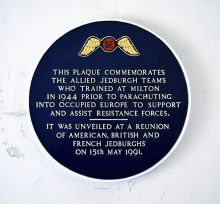 SF
THIS PLAQUE COMMEMORATES
THE ALLIED JEDBURGH TEAMS
WHO TRAINED AT MILTON
IN 1944 PRIOR TO PARACHUTING
INTO OCCUPIED EUROPE TO SUPPORT
AND ASSIST RESISTANCE FORCES.
IT WAS UNVEILED AT A REUNION
OF AMERICAN, BRITISH AND
FRENCH JEDBURGHS
ON 15TH MAY 1991.